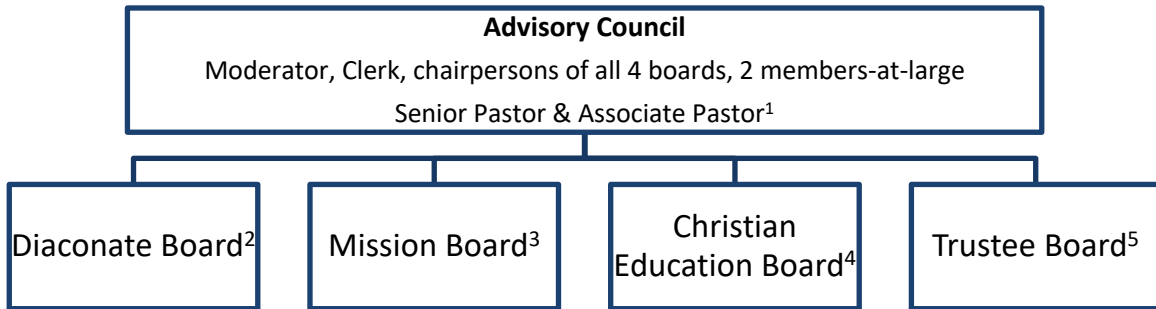 Advisory Council
Moderator, Clerk, chairpersons of all 4 boards, 2 members-at-large
Senior Pastor & Associate Pastor¹
Diaconate Board²
Mission Board³
Christian
Education Board⁴
Trustee Board⁵